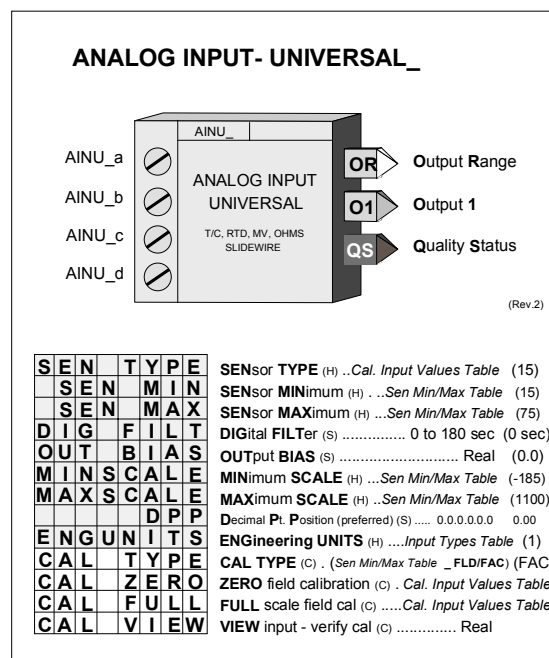 ANALOG INPUT- UNIVERSAL_
AINU_
AINU_a
AINU_b
AINU_c
AINU_d
ANALOG INPUT
UNIVERSAL
T/C, RTD, MV, OHMS
SLIDEWIRE
OR Output Range
O1 Output 1
QS Quality Status
(Rev.2)
SEN TYPE SENsor TYPE (H) ..Cal. Input Values Table (15)
SEN MIN SENsor MINimum (H) . ..Sen Min/Max Table (15)
SEN MAX SENsor MAXimum (H) ...Sen Min/Max Table (75)
DIG FILT DIGital FILTer (S) ............... 0 to 180 sec (0 sec)
OUT BIAS OUTput BIAS (S) ........................ Real (0.0)
MINSCALE MINimum SCALE (H) ...Sen Min/Max Table (-185)
MAXSCALE MAXimum SCALE (H) ..Sen Min/Max Table (1100)
DPP Decimal Pt. Position (preferred) (S) ..... 0.0.0.0.0.0 0.00
ENGUNITS ENGineering UNITS (H) ....Input Types Table (1)
CAL TYPE CAL TYPE (C) . (Sen Min/Max Table _ FLD/FAC) (FAC
CAL ZERO ZERO field calibration (C) . Cal. Input Values Table
CAL FULL FULL scale field cal (C) .....Cal. Input Values Table
CAL VIEW VIEW input - verify cal (C) .............. Real